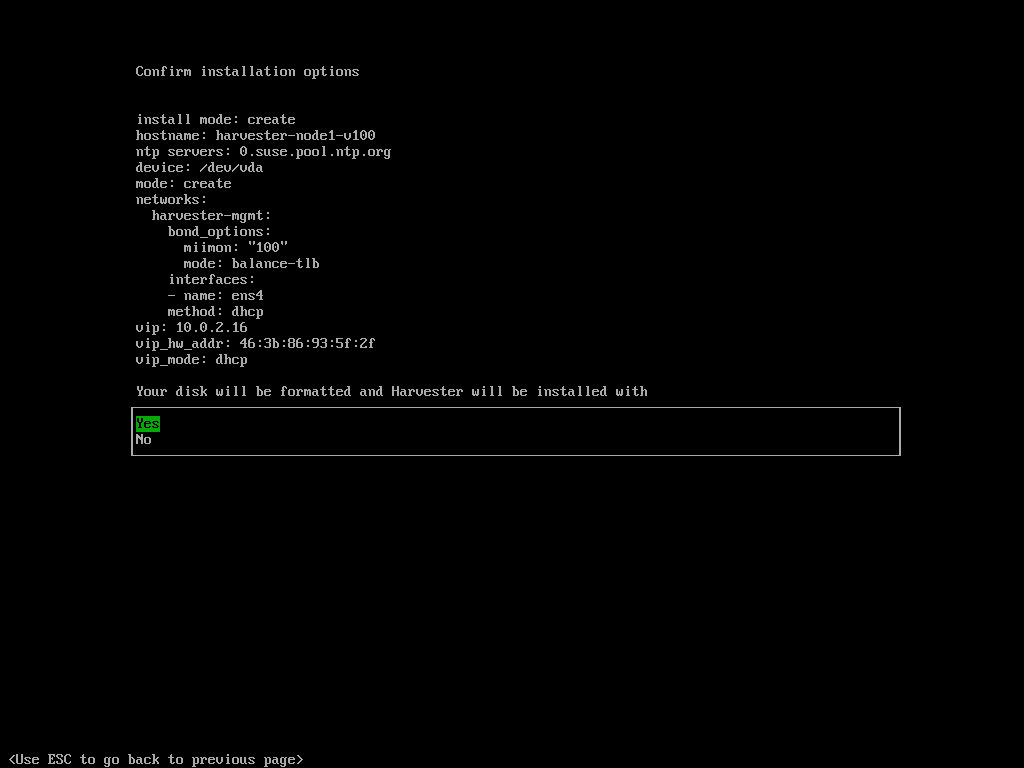 Confirm installation options
install mode: create
hostname: harvester-node1-v100
ntp servers: 0.suse.pool.ntp.org
device: /dev/vda
mode: create
networks:
  harvester-mgmt:
    bond_options:
      miimon: "100"
      mode: balance-tlb
    interfaces:
    - name: ens4
    method: dhcp
vip: 10.0.2.16
vip_hw_addr: 46:3b:86:93:5f:2f
vip_mode: dhcp
Your disk will be formatted and Harvester will be installed with
Yes
No
<Use ESC to go back to previous page>